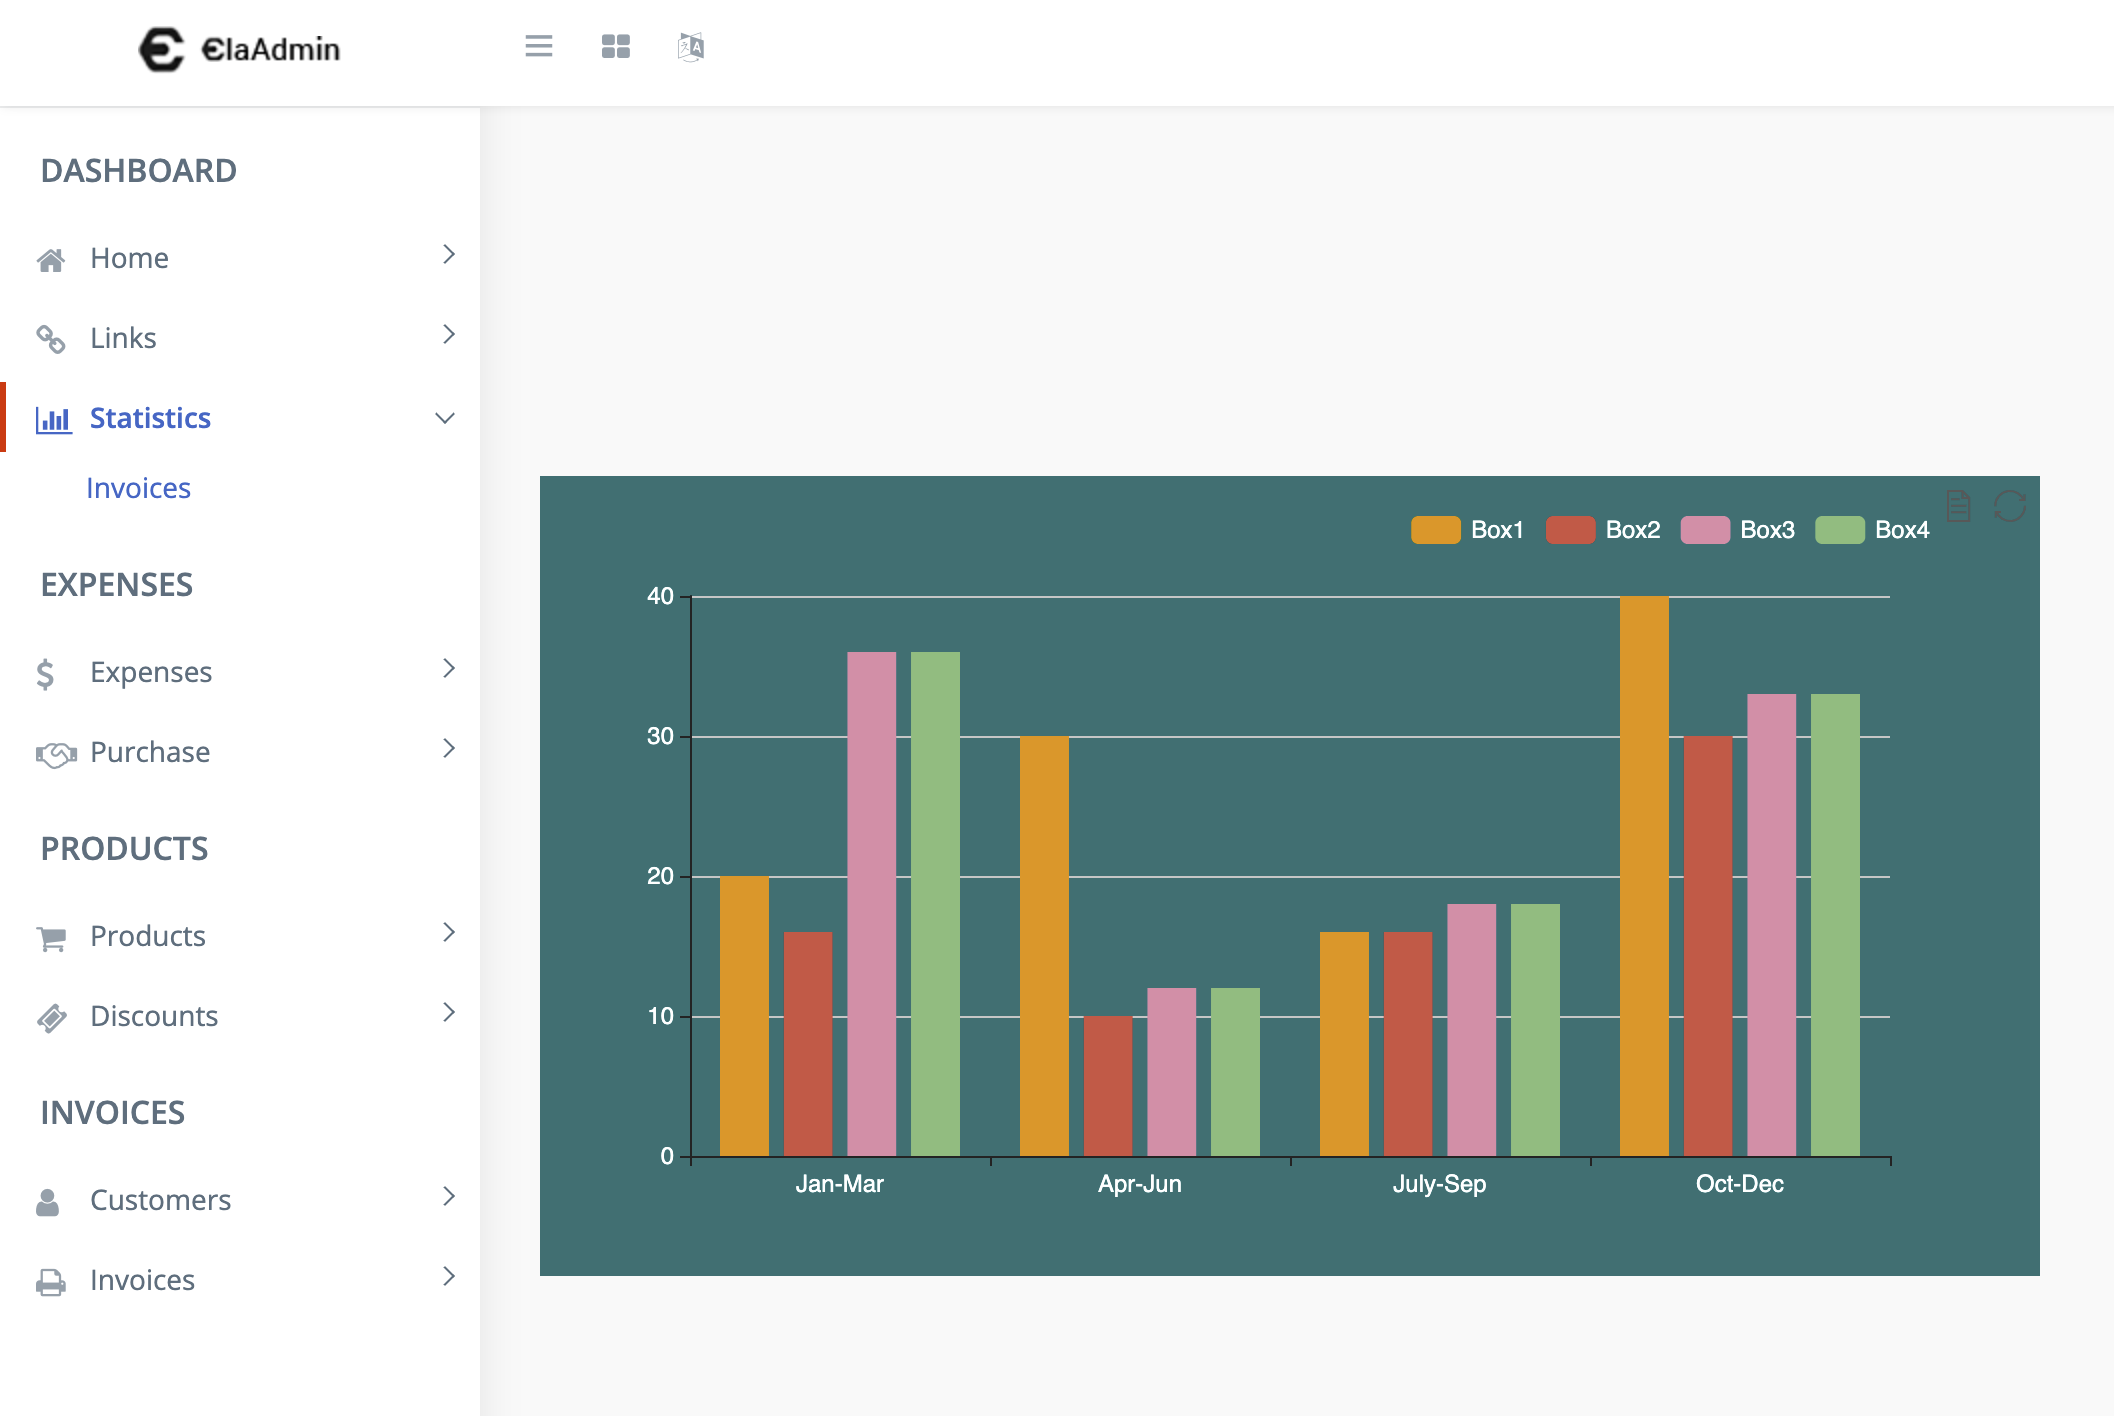 ElaAdmin
DASHBOARD
Home
Links
Statistics
Invoices
EXPENSES
Expenses
Purchase
PRODUCTS
Products
Discounts
INVOICES
Customers
Invoices
Box1 Box2 Box3 Box4
40
30
20
10
0
Jan-Mar Apr-Jun July-Sep Oct-Dec